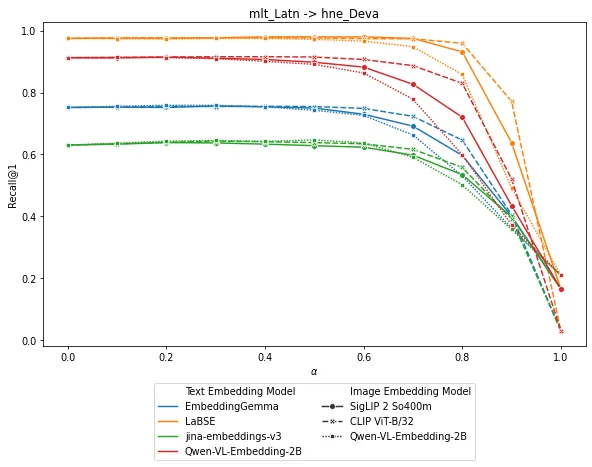 mlt_Latn -> hne_Deva
Recall@1
1.0
0.8
0.6
0.4
0.2
0.0
0.0 0.2 0.4 0.6 0.8 1.0
α
Text Embedding Model Image Embedding Model
EmbeddingGemma SigLIP 2 So400m
LaBSE CLIP ViT-B/32
jina-embeddings-v3 Qwen-VL-Embedding-2B
Qwen-VL-Embedding-2B